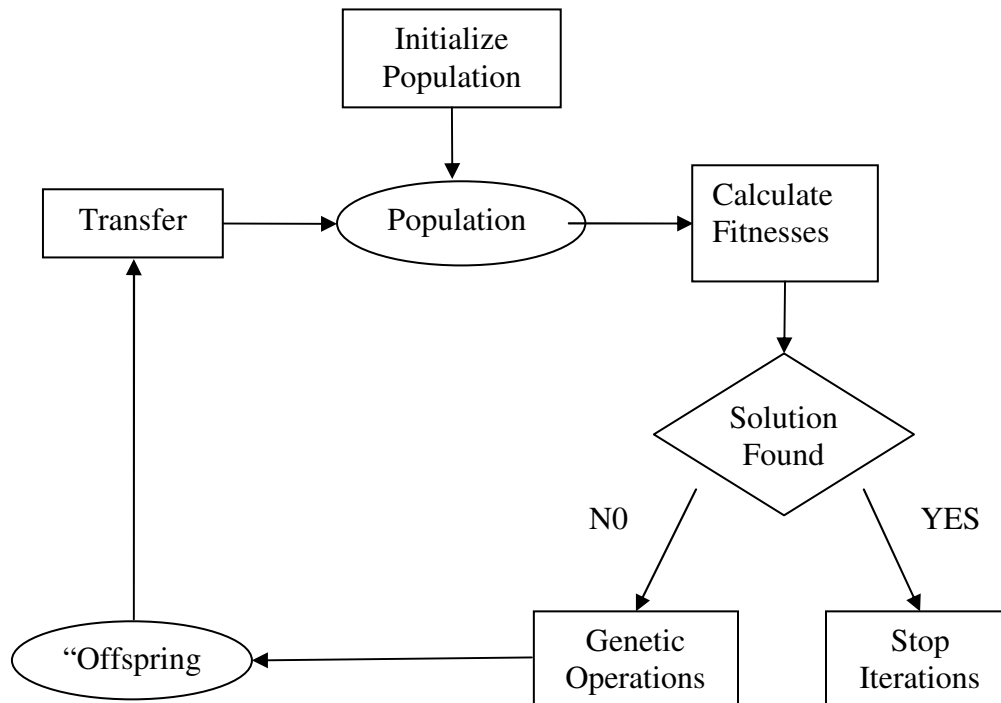 Initialize
Population
Transfer
Population
Calculate
Fitnesses
Solution
Found
N0
YES
“Offspring
Genetic
Operations
Stop
Iterations